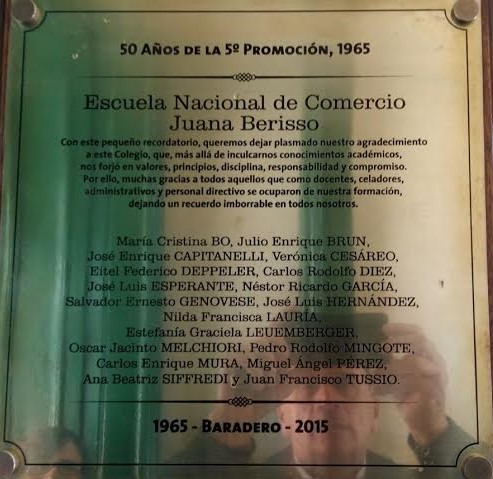 50 Años de la 5º Promoción, 1965
Escuela Nacional de Comercio
Juana Berisso
Con este pequeño recordatorio, queremos dejar plasmado nuestro agradecimiento
a este Colegio, que, más allá de inculcarnos conocimientos académicos,
nos forjó en valores, principios, disciplina, responsabilidad y compromiso.
Por ello, muchas gracias a todos aquellos que como docentes, celadores,
administrativos y personal directivo se ocuparon de nuestra formación,
dejando un recuerdo imborrable en todos nosotros.
María Cristina BO, Julio Enrique BRUN,
José Enrique CAPITANELLI, Verónica CESÁREO,
Eitel Federico DEPPELER, Carlos Rodolfo DIEZ,
José Luis ESPERANTE, Néstor Ricardo GARCÍA,
Salvador Ernesto GENOVESE, José Luis HERNÁNDEZ,
Nilda Francisca LAURÍA,
Estefanía Graciela LEUEMBERGER,
Oscar Jacinto MELCHIORI, Pedro Rodolfo MINGOTE,
Carlos Enrique MURA, Miguel Ángel PÉREZ,
Ana Beatriz SIFFREDI y Juan Francisco TUSSIO.
1965 - Baradero - 2015